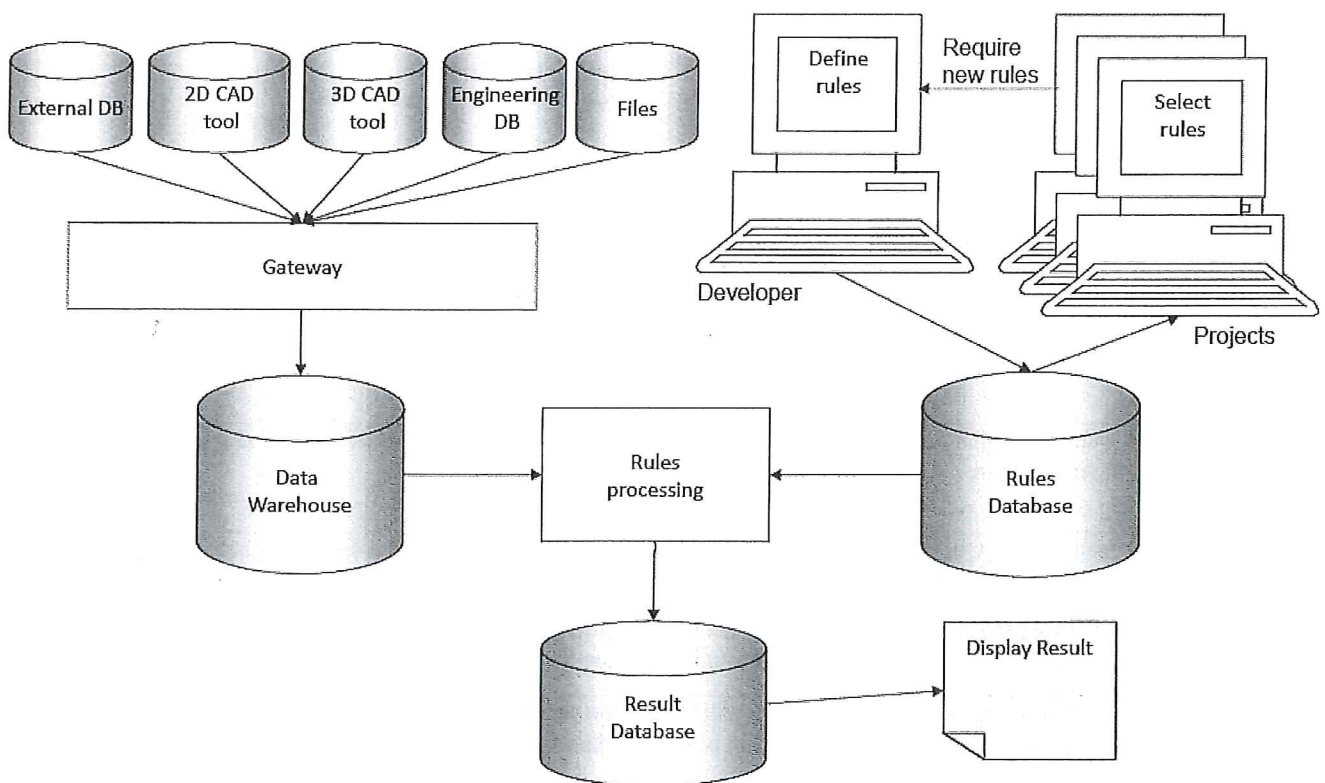 External DB
2D CAD
tool
3D CAD
tool
Engineering
DB
Files
Define
rules
Require
new rules
Select
rules
Gateway
Developer
Projects
Data
Warehouse
Rules
processing
Rules
Database
Result
Database
Display Result